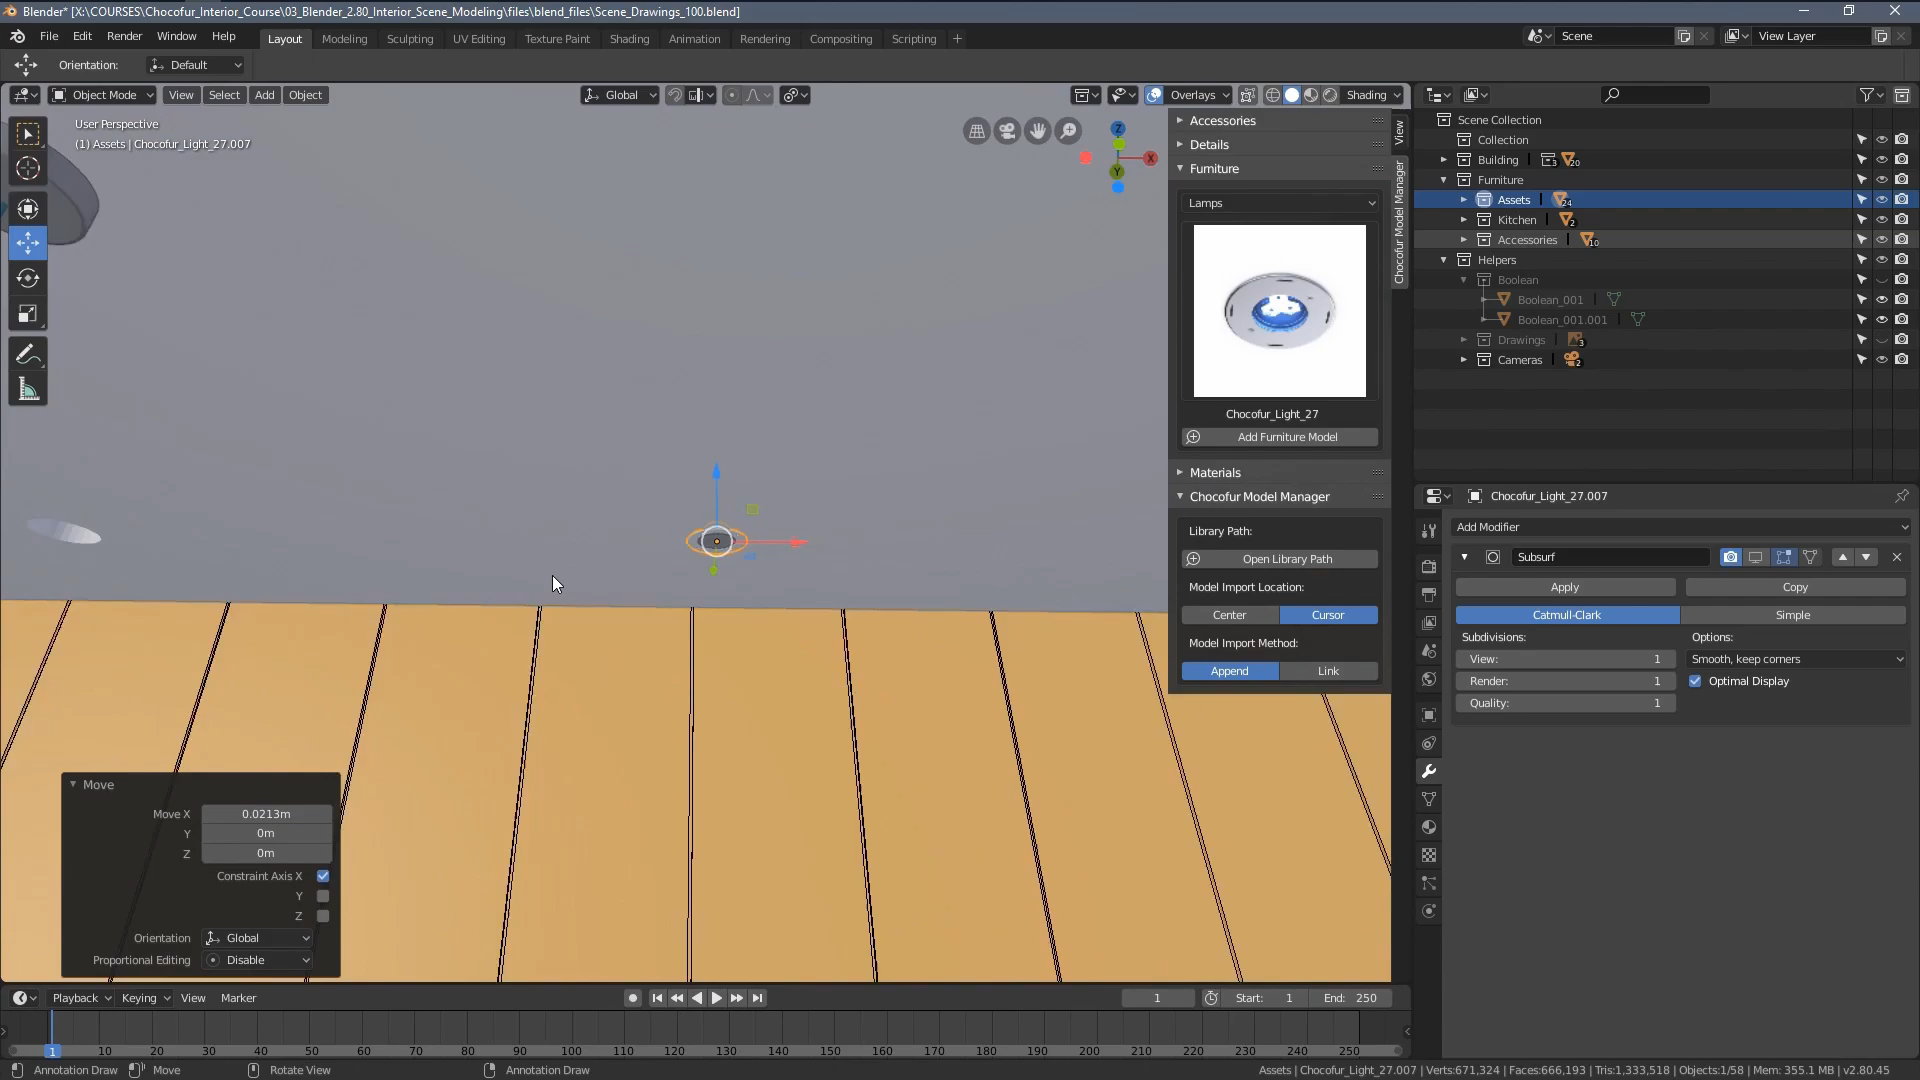 Blender* [X:\COURSES\Chocofur_Interior_Course\03_Blender_2.80_Interior_Scene_Modeling\files\blend_files\Scene_Drawings_100.blend]
File Edit Render Window Help Layout Modeling Sculpting UV Editing Texture Paint Shading Animation Rendering Compositing Scripting + Scene View Layer
Orientation: Default
Object Mode View Select Add Object Global Overlays Shading
User Perspective
(1) Assets | Chocofur_Light_27.007
Z
X
Y
Accessories
Details
Furniture
Lamps
Chocofur_Light_27
Add Furniture Model
Materials
Chocofur Model Manager
Library Path:
Open Library Path
Model Import Location:
Center Cursor
Model Import Method:
Append Link
View
Chocofur Model Manager
Scene Collection
Collection
Building 3 20
Furniture
Assets 24
Kitchen 2
Accessories 10
Helpers
Boolean
Boolean_001
Boolean_001.001
Drawings 3
Cameras 2
Chocofur_Light_27.007
Add Modifier
Subsurf
Apply Copy
Catmull-Clark Simple
Subdivisions: Options:
View: 1 Smooth, keep corners
Render: 1 Optimal Display
Quality: 1
Move
Move X 0.0213m
Y 0m
Z 0m
Constraint Axis X
Y
Z
Orientation Global
Proportional Editing Disable
Playback Keying View Marker 1 Start: 1 End: 250
1 10 20 30 40 50 60 70 80 90 100 110 120 130 140 150 160 170 180 190 200 210 220 230 240 250
Annotation Draw Move Rotate View Annotation Draw Assets | Chocofur_Light_27.007 | Verts:671,324 | Faces:666,193 | Tris:1,333,518 | Objects:1/58 | Mem: 355.1 MB | v2.80.45